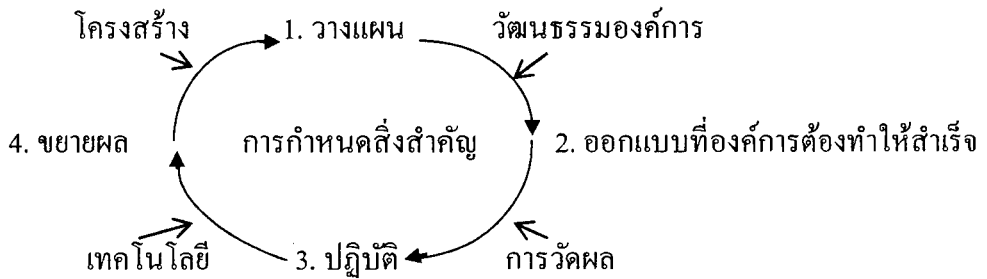 โครงสร้าง 1. วางแผน วัฒนธรรมองค์การ
4. ขยายผล การกำหนดสิ่งสำคัญ 2. ออกแบบที่องค์การต้องทำให้สำเร็จ
เทคโนโลยี 3. ปฏิบัติ การวัดผล